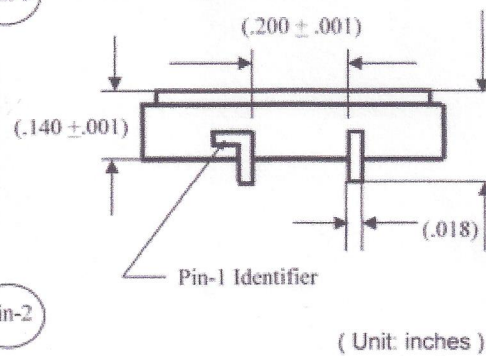 (.200 ± .001)
(.140 ±.001)
(.018)
Pin-1 Identifier
in-2
( Unit: inches )